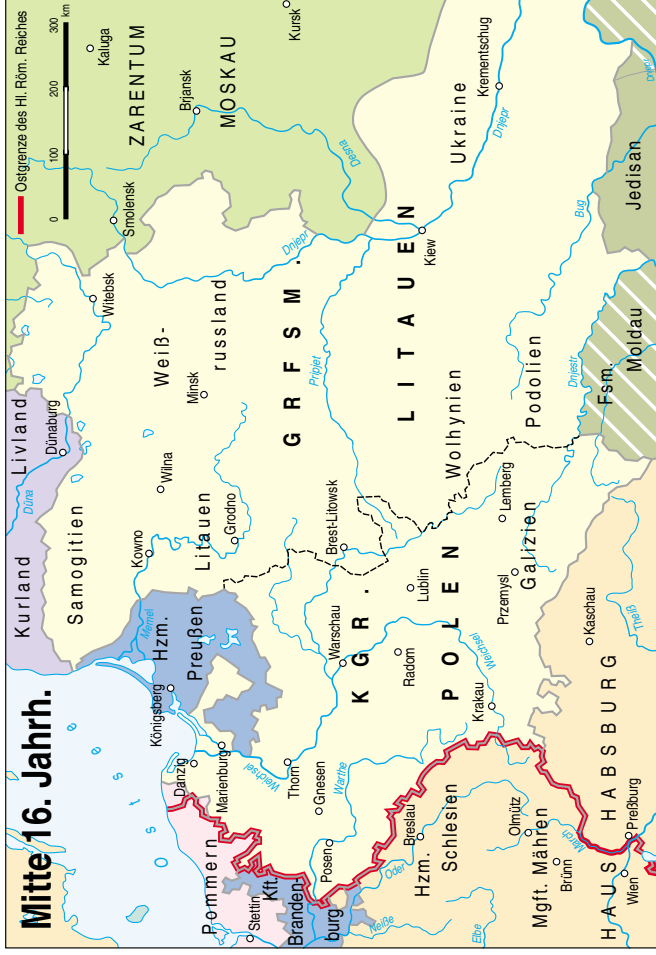 Mitte 16. Jahrh.
Ostgrenze des Hl. Röm. Reiches
0 100 200 300 km
Kurland
Livland
Düna
Dünaburg
Samogitien
Witebsk
Smolensk
Kaluga
ZARENTUM
MOSKAU
Brjansk
Kursk
Ostsee
Memel
Kowno
Wilna
Weiß-
russland
Minsk
Litauen
Grodno
Königsberg
Hzm.
Preußen
Danzig
Marienburg
Weichsel
Pommern
Stettin
Kft.
Branden-
burg
Thorn
Gnesen
Posen
Warthe
Warschau
Brest-Litowsk
Pripjet
Dnjepr
Desna
GRFSM.
LITAUEN
KGR.
POLEN
Radom
Lublin
Wolhynien
Kiew
Ukraine
Krementschug
Dnjepr
Neiße
Oder
Breslau
Hzm.
Schlesien
Elbe
Krakau
Weichsel
Przemysl
Lemberg
Galizien
Podolien
Bug
Dnjestr
Olmütz
Mgft. Mähren
Brünn
March
HAUS HABSBURG
Wien
Preßburg
Kaschau
Theiß
Fsm.
Moldau
Jedisan
Dnjepr